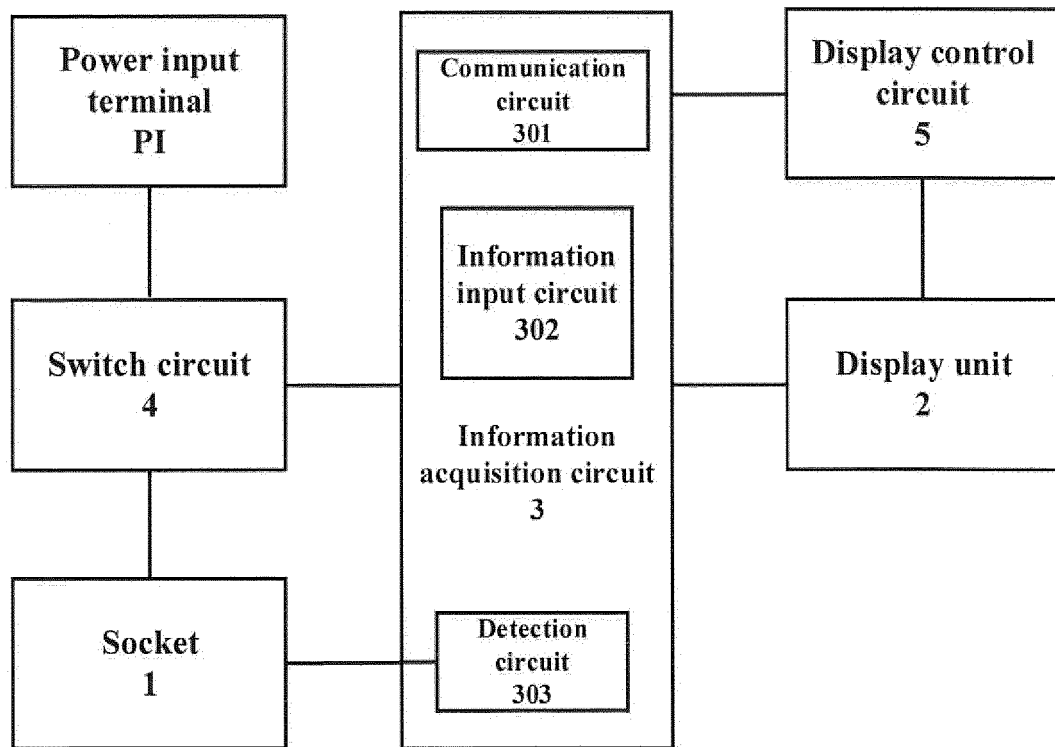 Power input
terminal
PI
Switch circuit
4
Socket
1
Communication
circuit
301
Information
input circuit
302
Information
acquisition circuit
3
Detection
circuit
303
Display control
circuit
5
Display unit
2